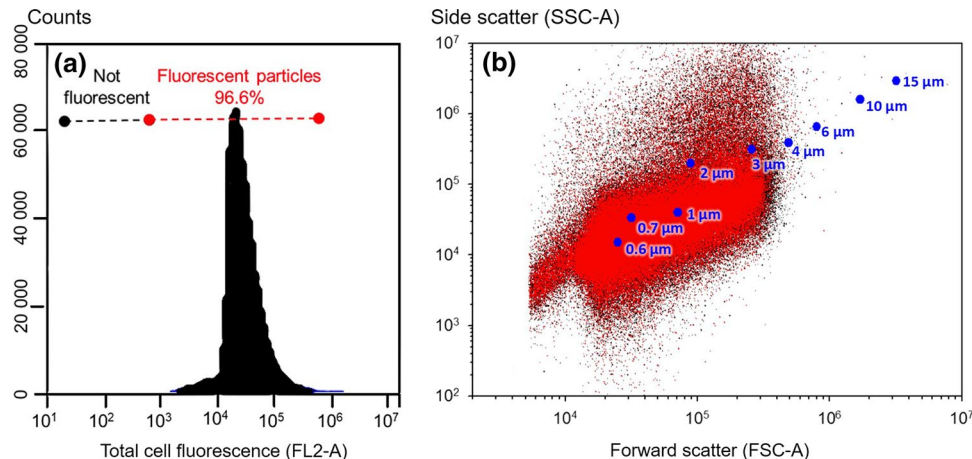 Counts
(a)
Not
fluorescent
Fluorescent particles
96.6%
80 000
60 000
40 000
20 000
0
10¹
10²
10³
10⁴
10⁵
10⁶
10⁷
Total cell fluorescence (FL2-A)
Side scatter (SSC-A)
(b)
10⁷
10⁶
10⁵
10⁴
10³
10²
15 µm
10 µm
6 µm
4 µm
3 µm
2 µm
1 µm
0.7 µm
0.6 µm
10⁴
10⁵
10⁶
10⁷
Forward scatter (FSC-A)